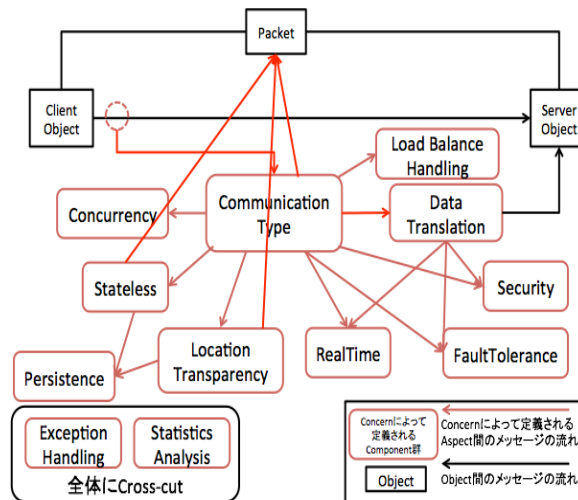 Packet
Client
Object
Server
Object
Load Balance
Handling
Communication
Type
Data
Translation
Concurrency
Stateless
Security
Location
Transparency
RealTime
FaultTolerance
Persistence
Exception
Handling
Statistics
Analysis
全体にCross-cut
Concernによって
定義される
Component群
Concernによって定義される
Aspect間のメッセージの流れ
Object
Object間のメッセージの流れ